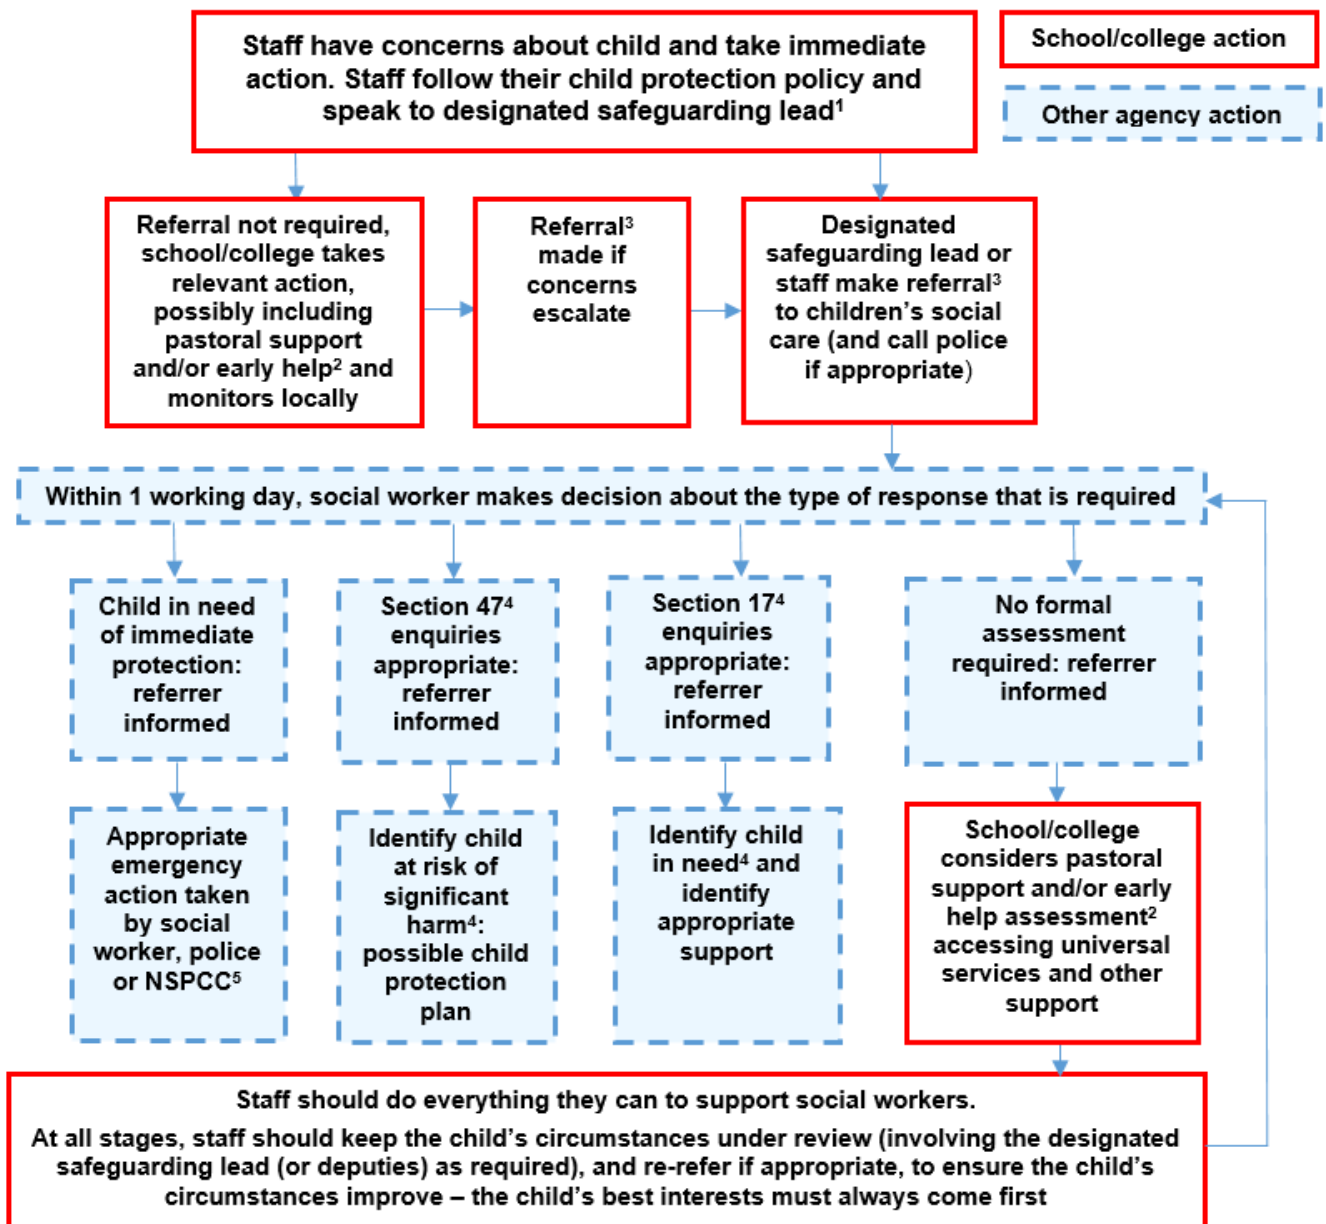 Staff have concerns about child and take immediate
action. Staff follow their child protection policy and
speak to designated safeguarding lead¹
School/college action
Other agency action
Referral not required,
school/college takes
relevant action,
possibly including
pastoral support
and/or early help² and
monitors locally
Referral³
made if
concerns
escalate
Designated
safeguarding lead or
staff make referral³
to children’s social
care (and call police
if appropriate)
Within 1 working day, social worker makes decision about the type of response that is required
Child in need
of immediate
protection:
referrer
informed
Section 47⁴
enquiries
appropriate:
referrer
informed
Section 17⁴
enquiries
appropriate:
referrer
informed
No formal
assessment
required: referrer
informed
Appropriate
emergency
action taken
by social
worker, police
or NSPCC⁵
Identify child
at risk of
significant
harm⁴:
possible child
protection
plan
Identify child
in need⁴ and
identify
appropriate
support
School/college
considers pastoral
support and/or early
help assessment²
accessing universal
services and other
support
Staff should do everything they can to support social workers.
At all stages, staff should keep the child’s circumstances under review (involving the designated
safeguarding lead (or deputies) as required), and re-refer if appropriate, to ensure the child’s
circumstances improve – the child’s best interests must always come first